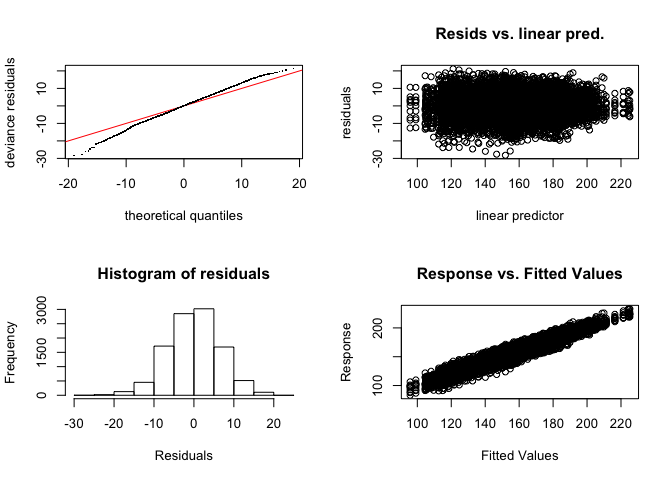 deviance residuals
-30 -10 10
-20 -10 0 10 20
theoretical quantiles
Resids vs. linear pred.
residuals
-30 -10 10
100 120 140 160 180 200 220
linear predictor
Histogram of residuals
Frequency
0 1500 3000
-30 -20 -10 0 10 20
Residuals
Response vs. Fitted Values
Response
100 200
100 120 140 160 180 200 220
Fitted Values